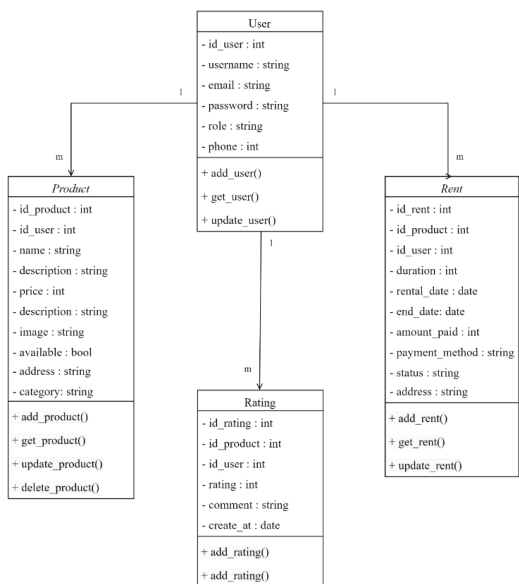 User
- id_user : int
- username : string
- email : string
- password : string
- role : string
- phone : int
+ add_user()
+ get_user()
+ update_user()
1
1
1
m
m
m
Product
- id_product : int
- id_user : int
- name : string
- description : string
- price : int
- description : string
- image : string
- available : bool
- address : string
- category: string
+ add_product()
+ get_product()
+ update_product()
+ delete_product()
Rent
- id_rent : int
- id_product : int
- id_user : int
- duration : int
- rental_date : date
- end_date: date
- amount_paid : int
- payment_method : string
- status : string
- address : string
+ add_rent()
+ get_rent()
+ update_rent()
Rating
- id_rating : int
- id_product : int
- id_user : int
- rating : int
- comment : string
- create_at : date
+ add_rating()
+ add_rating()